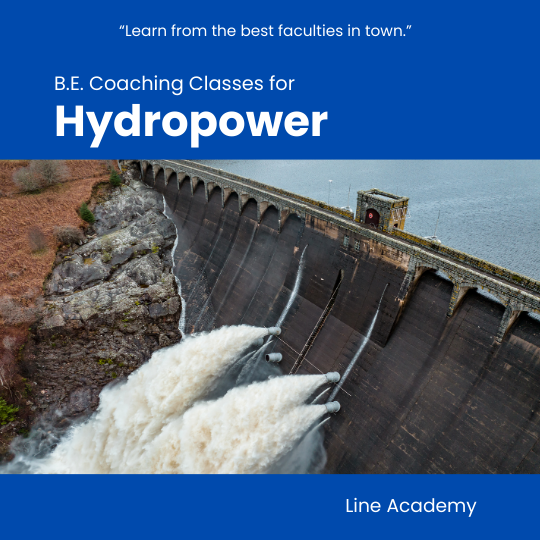 “Learn from the best faculties in town.”
B.E. Coaching Classes for
Hydropower
Line Academy